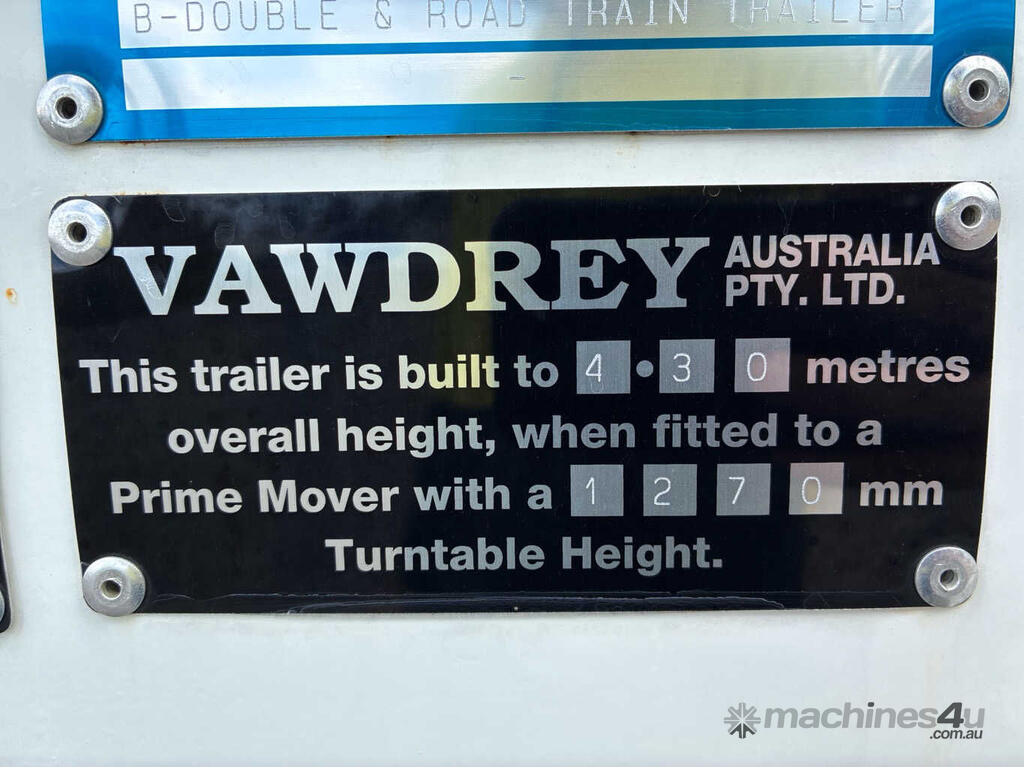 B-DOUBLE & ROAD TRAIN TRAILER
-
VAWDREY AUSTRALIA PTY. LTD.
This trailer is built to 4.30 metres
overall height, when fitted to a
Prime Mover with a 1270 mm
Turntable Height.
machines4u
.com.au